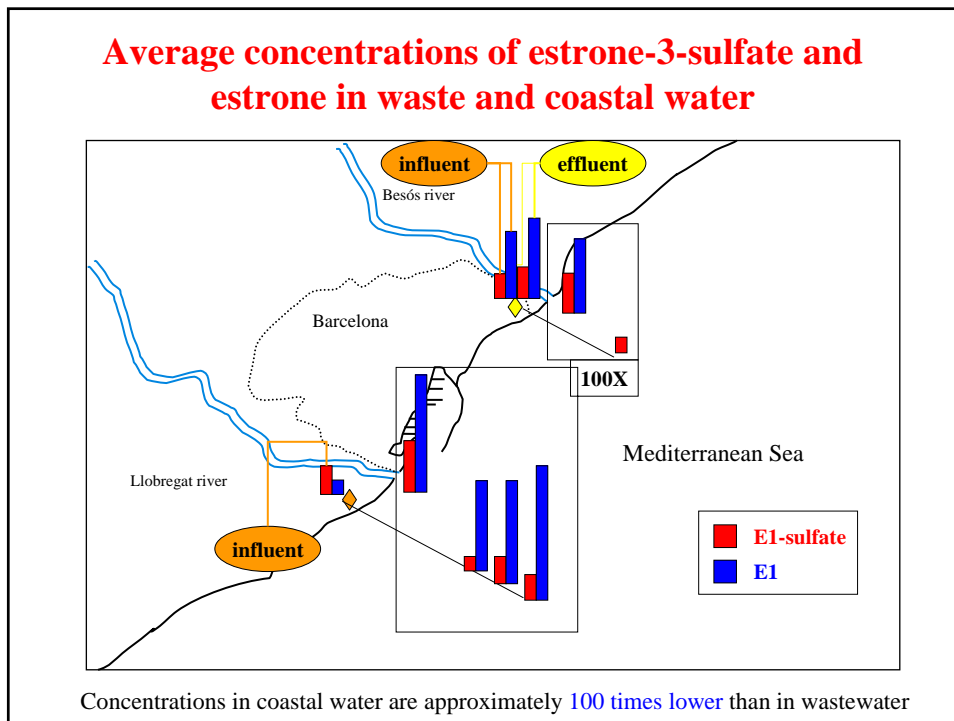 Average concentrations of estrone-3-sulfate and
estrone in waste and coastal water
influent
effluent
Besós river
Barcelona
100X
Mediterranean Sea
Llobregat river
influent
E1-sulfate
E1
Concentrations in coastal water are approximately 100 times lower than in wastewater